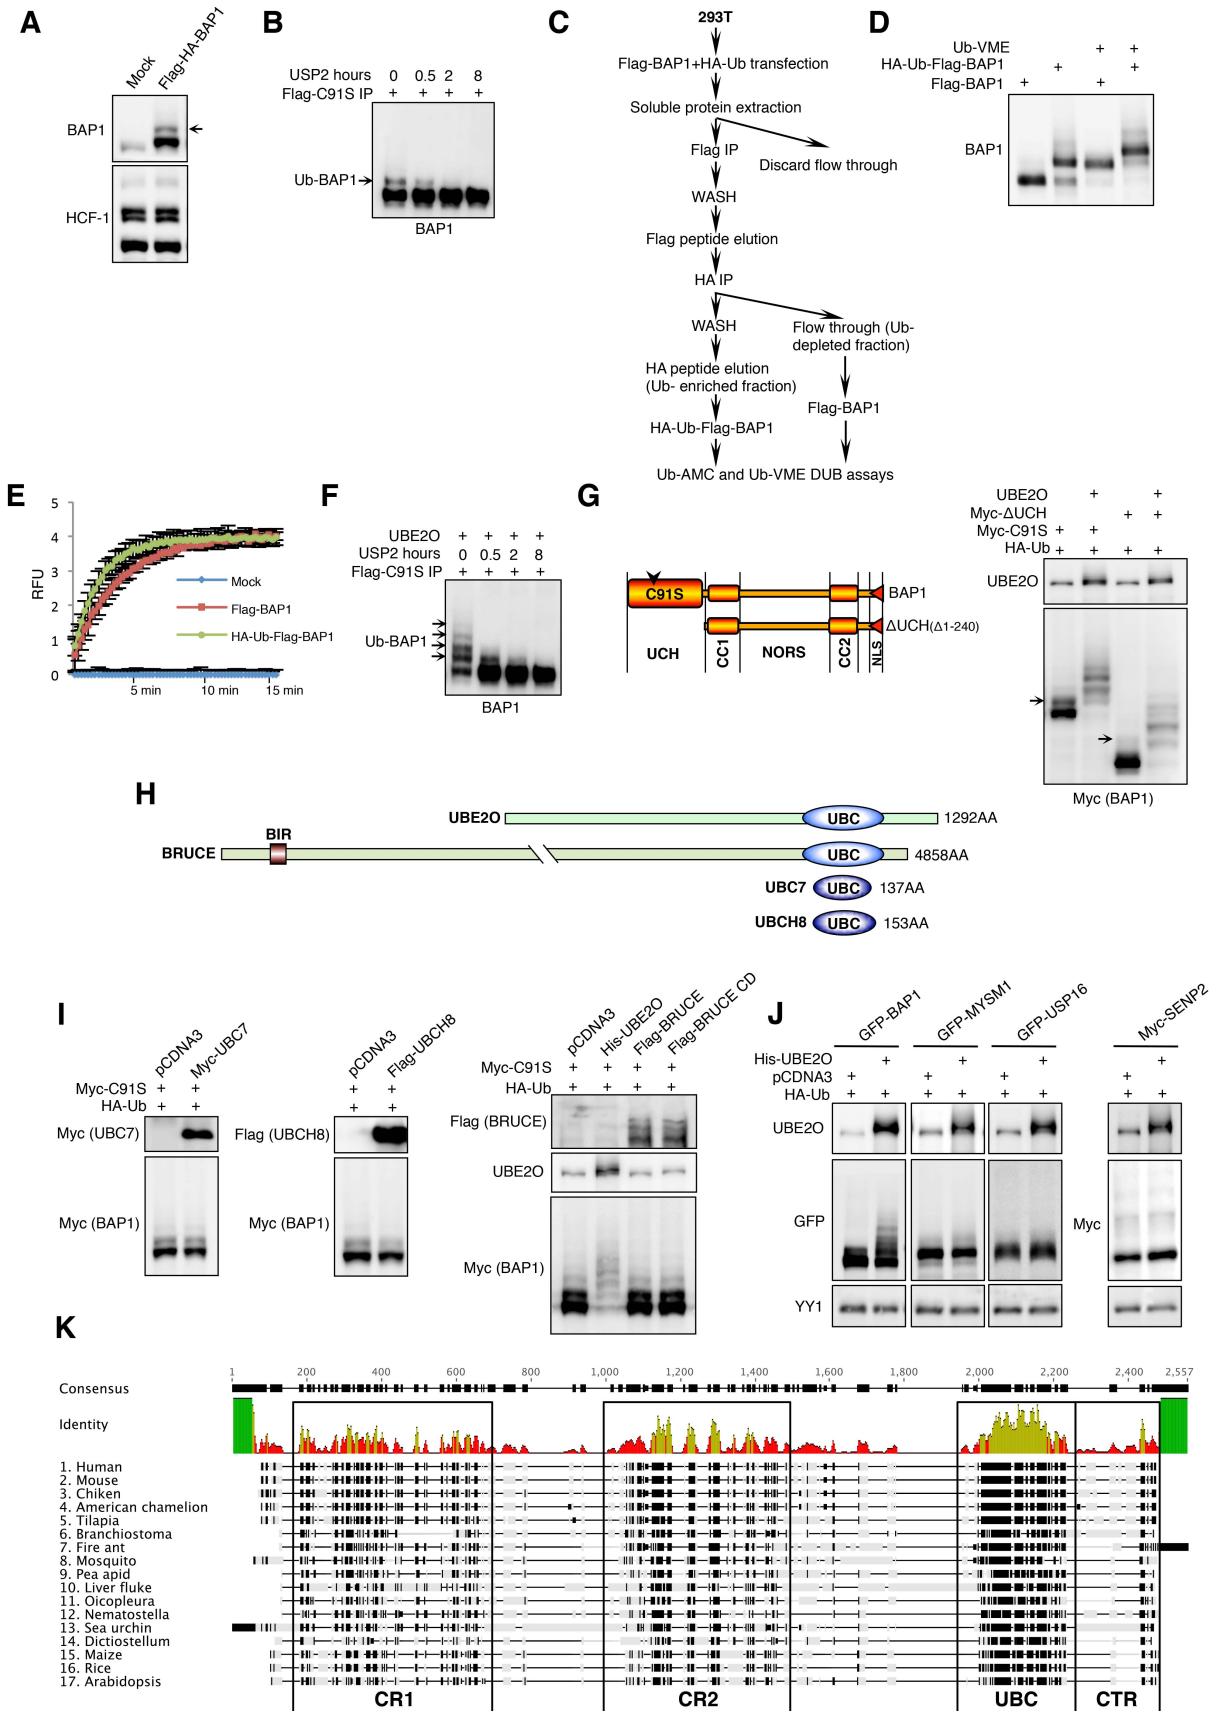 A
Mock
Flag-HA-BAP1
BAP1
HCF-1
B
USP2 hours 0 0.5 2 8
Flag-C91S IP + + + +
Ub-BAP1
BAP1
C
293T
Flag-BAP1+HA-Ub transfection
Soluble protein extraction
Flag IP
Discard flow through
WASH
Flag peptide elution
HA IP
WASH
Flow through (Ub-
depleted fraction)
HA peptide elution
(Ub- enriched fraction)
Flag-BAP1
HA-Ub-Flag-BAP1
Ub-AMC and Ub-VME DUB assays
D
Ub-VME + +
HA-Ub-Flag-BAP1 + +
Flag-BAP1 + +
BAP1
E
RFU
5
4
3
2
1
0
Mock
Flag-BAP1
HA-Ub-Flag-BAP1
5 min 10 min 15 min
F
UBE2O + + + +
USP2 hours 0 0.5 2 8
Flag-C91S IP + + + +
Ub-BAP1
BAP1
G
C91S
BAP1
ΔUCH(Δ1-240)
UCH
CC1
NORS
CC2
NLS
UBE2O + +
Myc-ΔUCH + +
Myc-C91S + +
HA-Ub + + + +
UBE2O
Myc (BAP1)
H
UBE2O UBC 1292AA
BIR
BRUCE UBC 4858AA
UBC7 UBC 137AA
UBCH8 UBC 153AA
I
pCDNA3
Myc-UBC7
Myc-C91S + +
HA-Ub + +
Myc (UBC7)
Myc (BAP1)
pCDNA3
Flag-UBCH8
+ +
+ +
Flag (UBCH8)
Myc (BAP1)
pCDNA3
His-UBE2O
Flag-BRUCE
Flag-BRUCE CD
Myc-C91S + + + +
HA-Ub + + + +
Flag (BRUCE)
UBE2O
Myc (BAP1)
J
GFP-BAP1
GFP-MYSM1
GFP-USP16
Myc-SENP2
His-UBE2O + + + +
pCDNA3 + + + +
HA-Ub + + + + + + + +
UBE2O
GFP
Myc
YY1
K
1 200 400 600 800 1,000 1,200 1,400 1,600 1,800 2,000 2,200 2,400 2,557
Consensus
Identity
1. Human
2. Mouse
3. Chiken
4. American chamelion
5. Tilapia
6. Branchiostoma
7. Fire ant
8. Mosquito
9. Pea apid
10. Liver fluke
11. Oicopleura
12. Nematostella
13. Sea urchin
14. Dictiostellum
15. Maize
16. Rice
17. Arabidopsis
CR1 CR2 UBC CTR